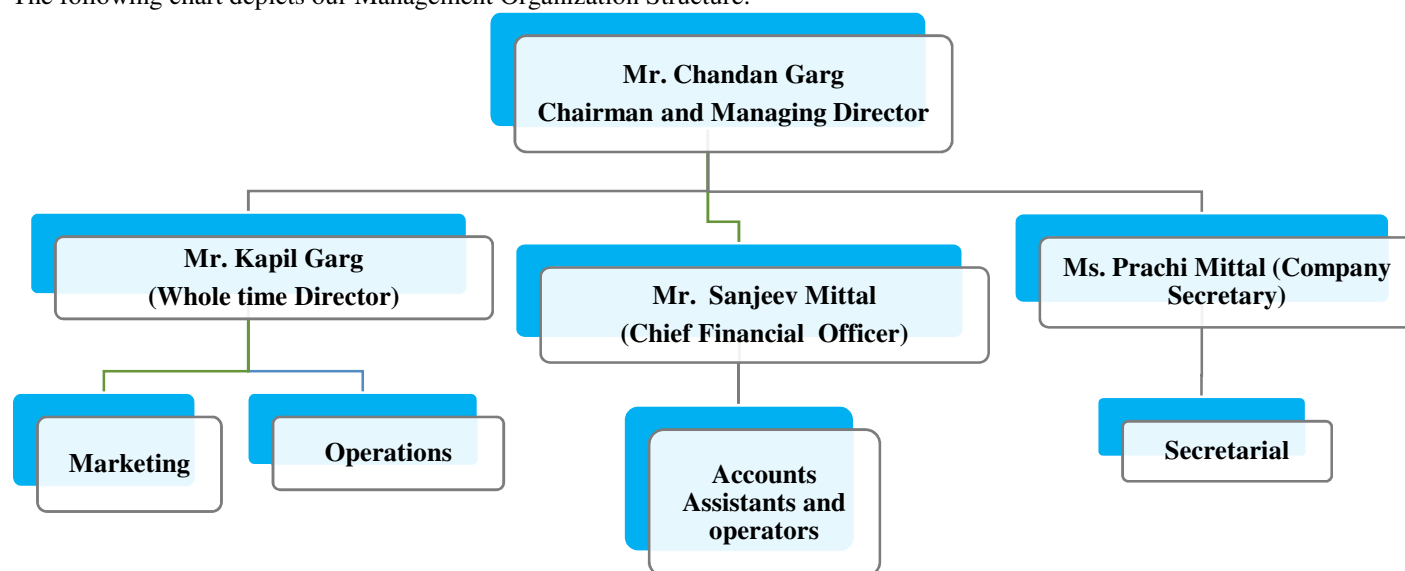 The following chart depicts our Management Organization Structure:
Mr. Chandan Garg
Chairman and Managing Director
Mr. Kapil Garg
(Whole time Director)
Mr. Sanjeev Mittal
(Chief Financial Officer)
Ms. Prachi Mittal (Company
Secretary)
Marketing
Operations
Accounts
Assistants and
operators
Secretarial